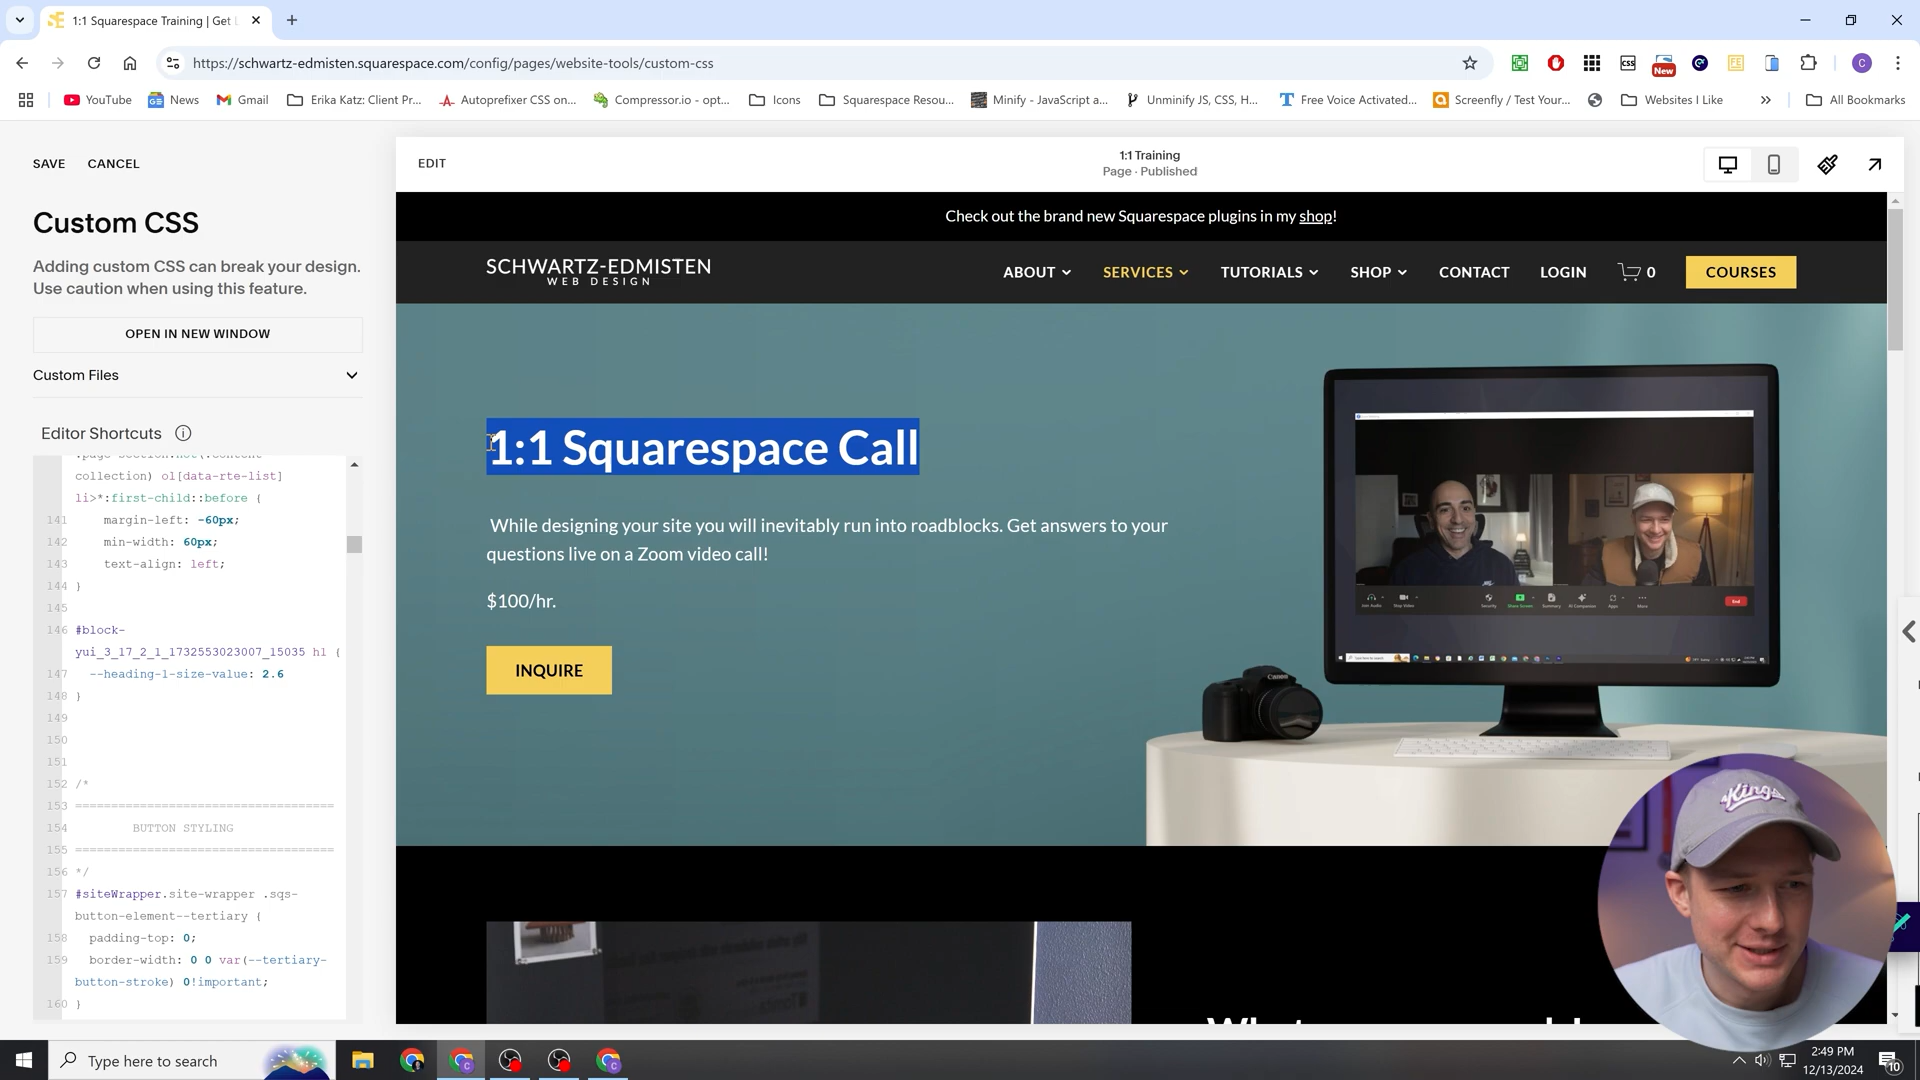 1:1 Squarespace Training | Get L
https://schwartz-edmisten.squarespace.com/config/pages/website-tools/custom-css
css
New
FE
C
YouTube
News
Gmail
Erika Katz: Client Pr...
Autoprefixer CSS on...
Compressor.io - opt...
Icons
Squarespace Resou...
Minify - JavaScript a...
Unminify JS, CSS, H...
Free Voice Activated...
Screenfly / Test Your...
Websites I Like
All Bookmarks
SAVE
CANCEL
Custom CSS
Adding custom CSS can break your design.
Use caution when using this feature.
OPEN IN NEW WINDOW
Custom Files
Editor Shortcuts
.page-section:not(.content-
collection) ol[data-rte-list]
li>*:first-child::before {
141 margin-left: -60px;
142 min-width: 60px;
143 text-align: left;
144 }
145
146 #block-
yui_3_17_2_1_1732553023007_15035 h1 {
147 --heading-1-size-value: 2.6
148 }
149
150
151
152 /*
153 ====================================
154 BUTTON STYLING
155 ====================================
156 */
157 #siteWrapper.site-wrapper .sqs-
button-element--tertiary {
158 padding-top: 0;
159 border-width: 0 0 var(--tertiary-
button-stroke) 0!important;
160 }
EDIT
1:1 Training
Page · Published
Check out the brand new Squarespace plugins in my shop!
SCHWARTZ-EDMISTEN
WEB DESIGN
ABOUT
SERVICES
TUTORIALS
SHOP
CONTACT
LOGIN
0
COURSES
1:1 Squarespace Call
While designing your site you will inevitably run into roadblocks. Get answers to your
questions live on a Zoom video call!
$100/hr.
INQUIRE
Canon
Kings
Type here to search
2:49 PM
12/13/2024
10